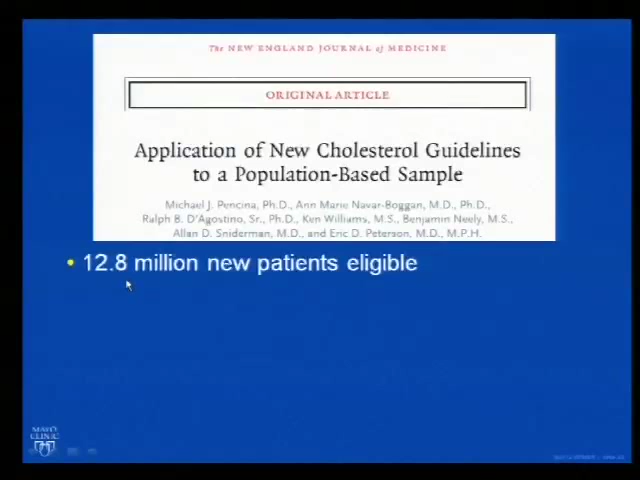 The NEW ENGLAND JOURNAL of MEDICINE
ORIGINAL ARTICLE
Application of New Cholesterol Guidelines
to a Population-Based Sample
Michael J. Pencina, Ph.D., Ann Marie Navar-Boggan, M.D., Ph.D.,
Ralph B. D'Agostino, Sr., Ph.D., Ken Williams, M.S., Benjamin Neely, M.S.,
Allan D. Sniderman, M.D., and Eric D. Peterson, M.D., M.P.H.
• 12.8 million new patients eligible
MAYO
CLINIC